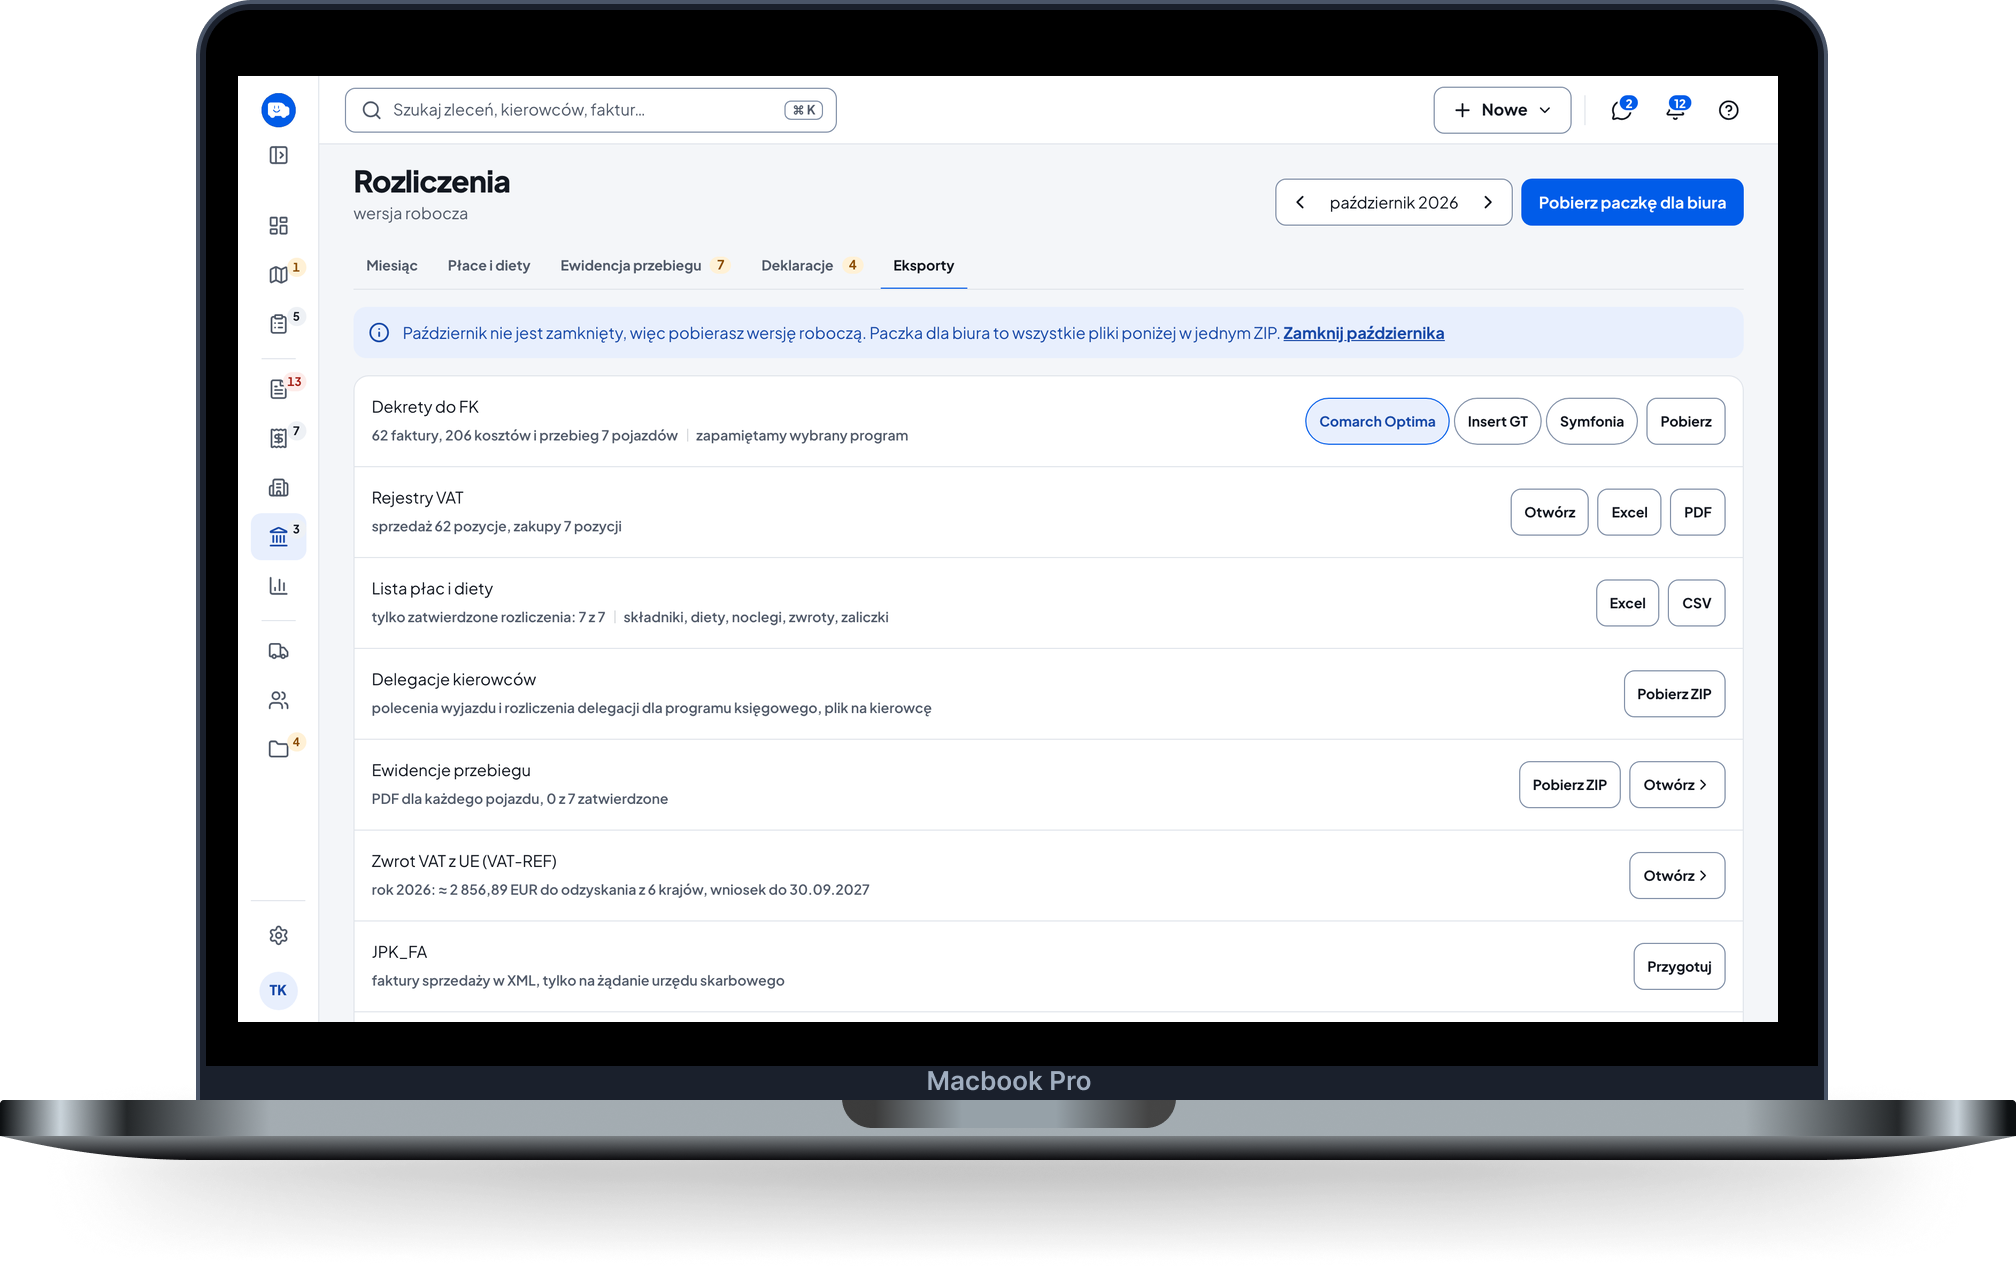 Szukaj zleceń, kierowców, faktur...
⌘ K
Nowe
2
12
Rozliczenia
wersja robocza
październik 2026
Pobierz paczkę dla biura
Miesiąc
Płace i diety
Ewidencja przebiegu 7
Deklaracje 4
Eksporty
Październik nie jest zamknięty, więc pobierasz wersję roboczą. Paczka dla biura to wszystkie pliki poniżej w jednym ZIP. Zamknij października
Dekrety do FK
62 faktury, 206 kosztów i przebieg 7 pojazdów | zapamiętamy wybrany program
Comarch Optima
Insert GT
Symfonia
Pobierz
Rejestry VAT
sprzedaż 62 pozycje, zakupy 7 pozycji
Otwórz
Excel
PDF
Lista płac i diety
tylko zatwierdzone rozliczenia: 7 z 7 | składniki, diety, noclegi, zwroty, zaliczki
Excel
CSV
Delegacje kierowców
polecenia wyjazdu i rozliczenia delegacji dla programu księgowego, plik na kierowcę
Pobierz ZIP
Ewidencje przebiegu
PDF dla każdego pojazdu, 0 z 7 zatwierdzone
Pobierz ZIP
Otwórz >
Zwrot VAT z UE (VAT-REF)
rok 2026: ≈ 2 856,89 EUR do odzyskania z 6 krajów, wniosek do 30.09.2027
Otwórz >
JPK_FA
faktury sprzedaży w XML, tylko na żądanie urzędu skarbowego
Przygotuj
1
5
13
7
3
4
TK
Macbook Pro